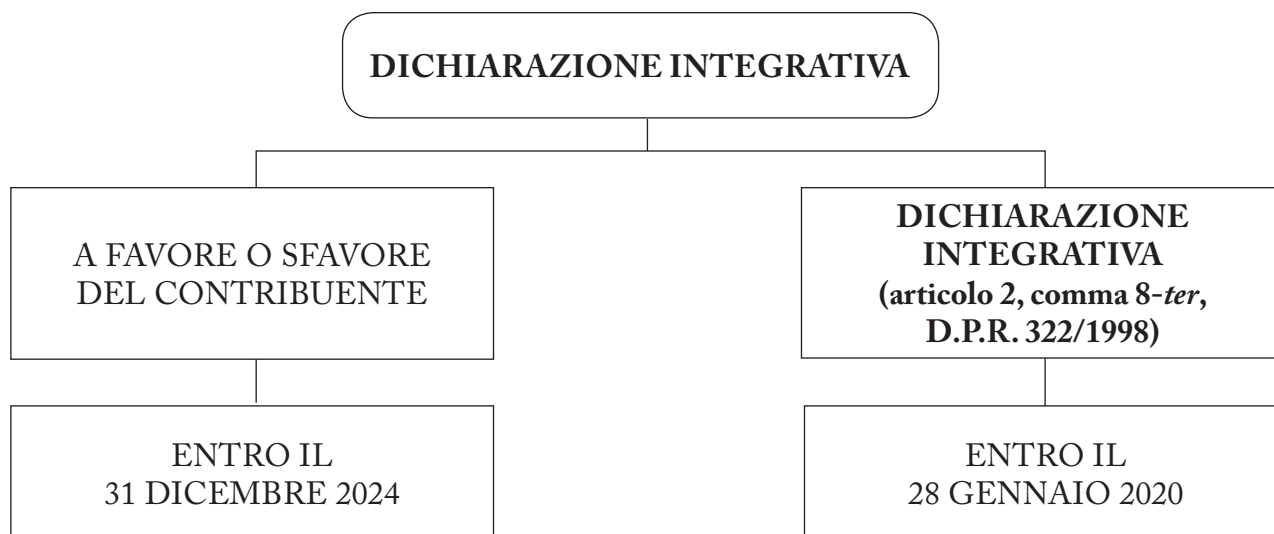 DICHIARAZIONE INTEGRATIVA
A FAVORE O SFAVORE
DEL CONTRIBUENTE
DICHIARAZIONE
INTEGRATIVA
(articolo 2, comma 8-ter,
D.P.R. 322/1998)
ENTRO IL
31 DICEMBRE 2024
ENTRO IL
28 GENNAIO 2020